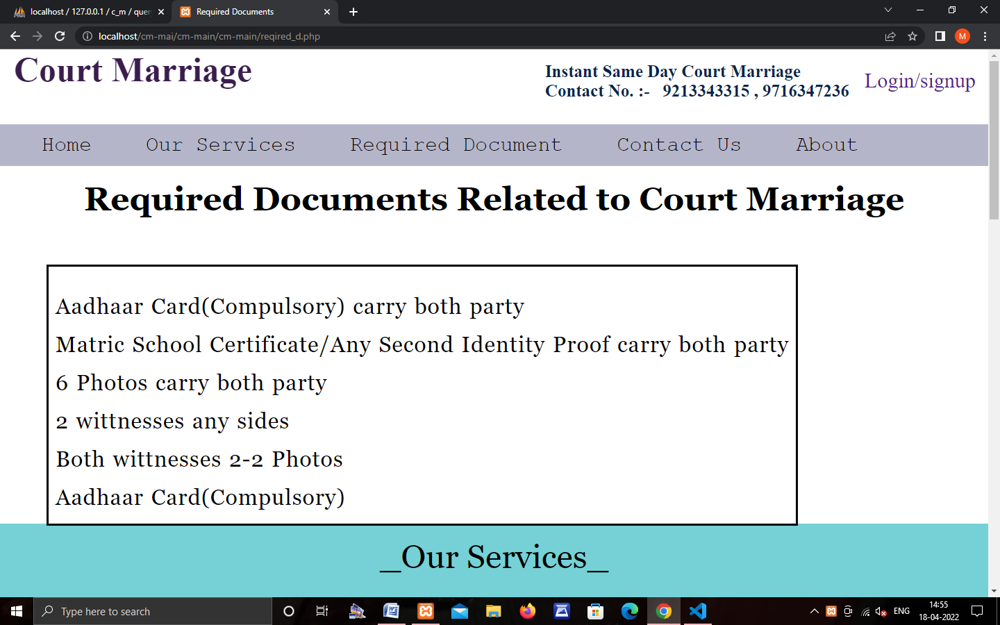 localhost / 127.0.0.1 / c_m / quer
Required Documents
localhost/cm-mai/cm-main/cm-main/reqired_d.php
M
Court Marriage
Instant Same Day Court Marriage
Contact No. :- 9213343315 , 9716347236
Login/signup
Home Our Services Required Document Contact Us About
Required Documents Related to Court Marriage
Aadhaar Card(Compulsory) carry both party
Matric School Certificate/Any Second Identity Proof carry both party
6 Photos carry both party
2 wittnesses any sides
Both wittnesses 2-2 Photos
Aadhaar Card(Compulsory)
_Our Services_
Type here to search
ENG
14:55
18-04-2022